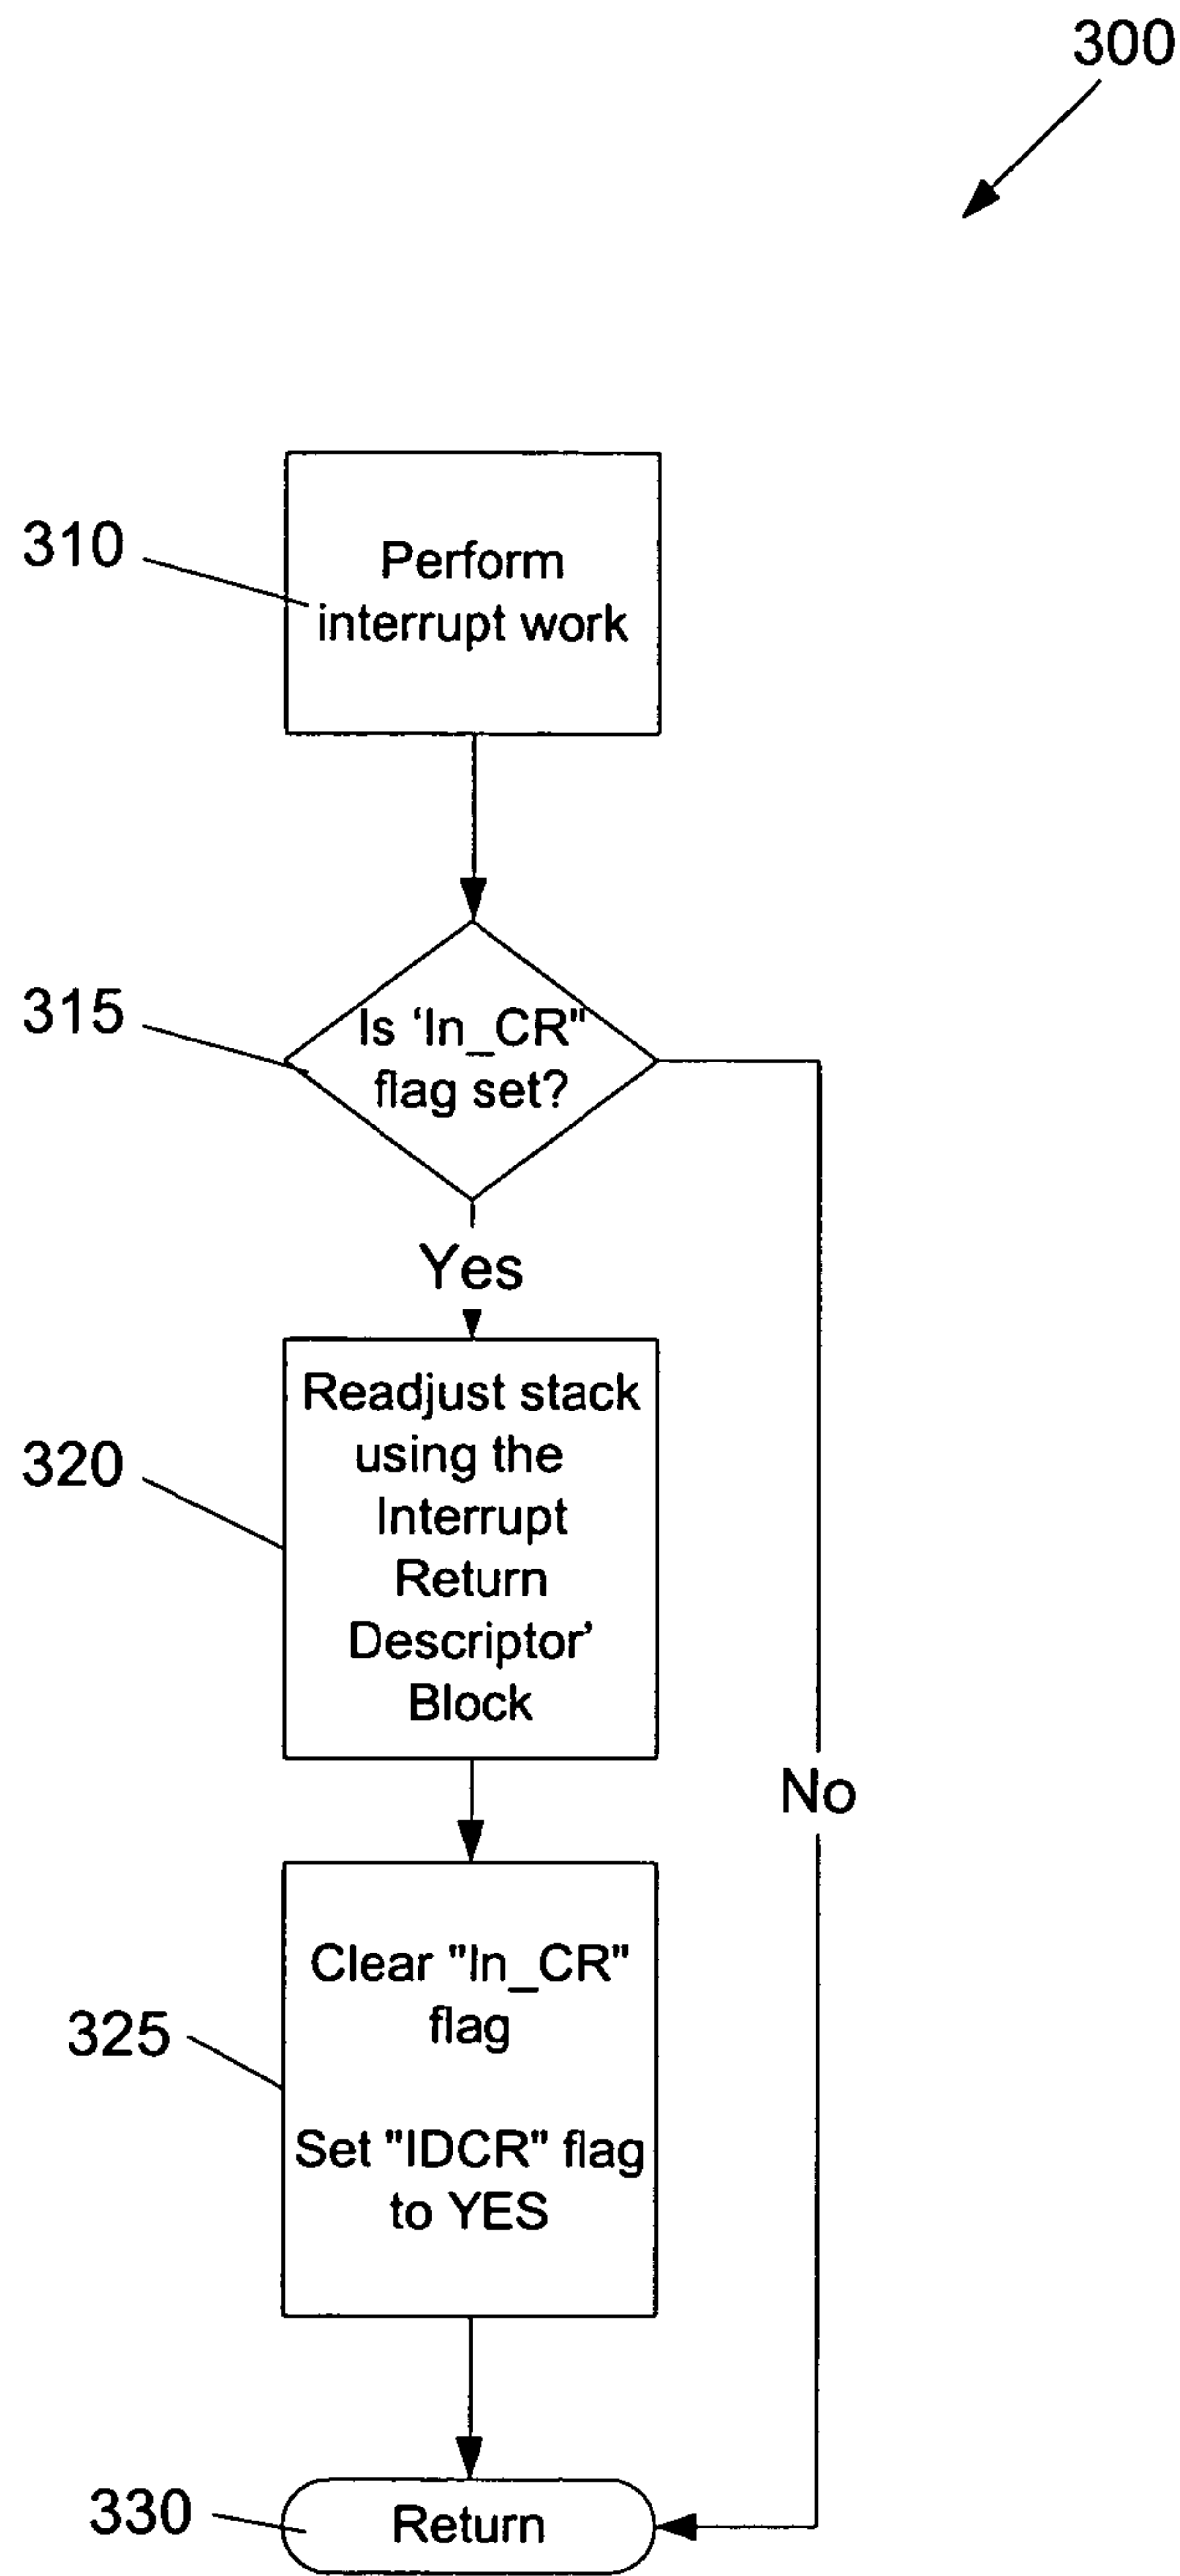 300
310
Perform
interrupt work
315
Is ‘In_CR"
flag set?
Yes
320
Readjust stack
using the
Interrupt
Return
Descriptor’
Block
No
325
Clear "In_CR"
flag
Set "IDCR" flag
to YES
330
Return